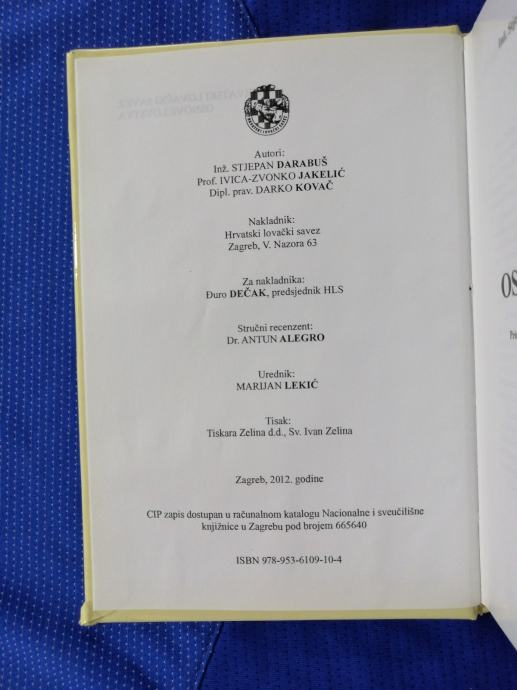 Autori:
Inž. STJEPAN DARABUŠ
Prof. IVICA-ZVONKO JAKELIĆ
Dipl. prav. DARKO KOVAČ
Nakladnik:
Hrvatski lovački savez
Zagreb, V. Nazora 63
Za nakladnika:
Đuro DEČAK, predsjednik HLS
Stručni recenzent:
Dr. ANTUN ALEGRO
Urednik:
MARIJAN LEKIĆ
Tisak:
Tiskara Zelina d.d., Sv. Ivan Zelina
Zagreb, 2012. godine
CIP zapis dostupan u računalnom katalogu Nacionalne i sveučilišne
knjižnice u Zagrebu pod brojem 665640
ISBN 978-953-6109-10-4
OS